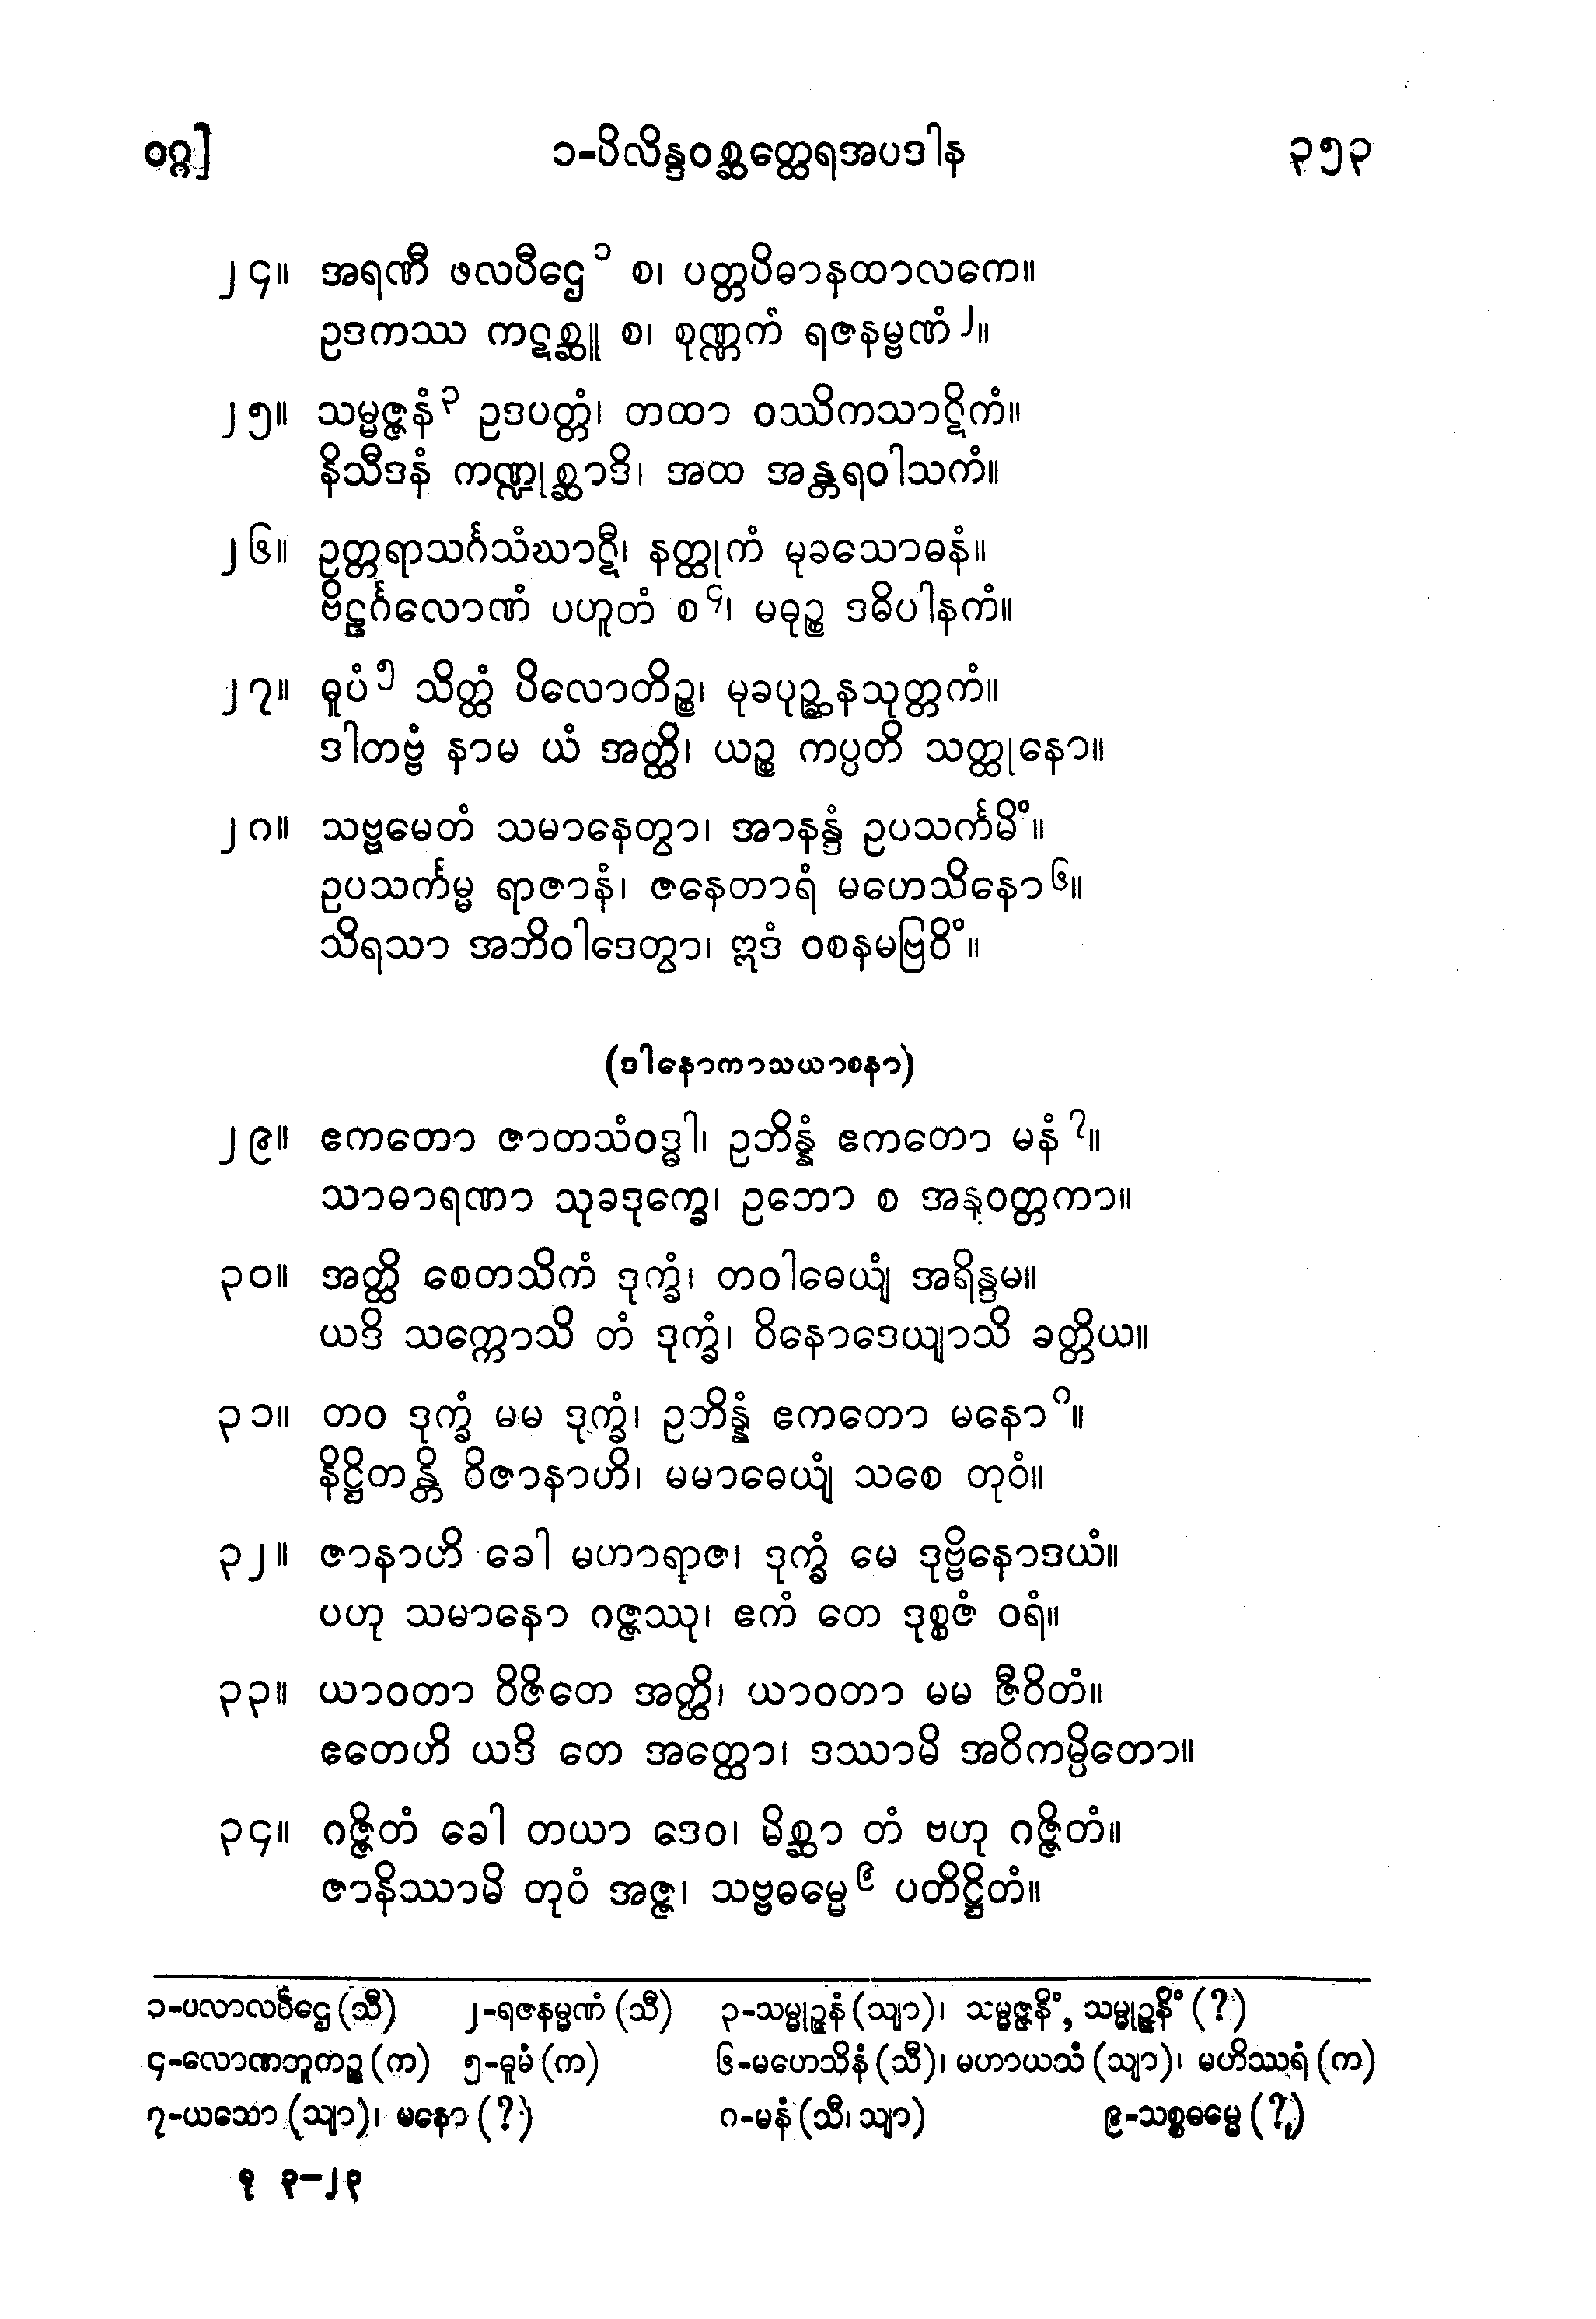 ဝဂ္ဂ] ၁-ပိလိန္ဒဝစ္ဆတ္ထေရအပဒါန ၃၅၃
၂၄။ အရဏီ ဖလပီဌေ၁ စ၊ ပတ္တပိဓာနထာလကေ။
ဥဒကဿ ကဋစ္ဆူ စ၊ စုဏ္ဏကံ ရဇနမ္ဗဏံ၂။
၂၅။ သမ္မဇ္ဇနံ၃ ဥဒပတ္တံ၊ တထာ ဝဿိကသာဋိကံ။
နိသီဒနံ ကဏ္ဍုစ္ဆာဒိ၊ အထ အန္တရဝါသကံ။
၂၆။ ဥတ္တရာသင်္ဂသံဃာဋီ၊ နတ္ထုကံ မုခသောဓနံ။
ဗိဠင်္ဂလောဏံ ပဟူတံ စ၄၊ မဓုဉ္စ ဒဓိပါနကံ။
၂၇။ ဓူပံ၅ သိတ္ထံ ပိလောတိဉ္စ၊ မုခပုဉ္ဆနသုတ္တကံ။
ဒါတဗ္ဗံ နာမ ယံ အတ္ထိ၊ ယဉ္စ ကပ္ပတိ သတ္ထုနော။
၂၈။ သဗ္ဗမေတံ သမာနေတွာ၊ အာနန္ဒံ ဥပသင်္ကမိံ။
ဥပသင်္ကမ္မ ရာဇာနံ၊ ဇနေတာရံ မဟေသိနော၆။
သိရသာ အဘိဝါဒေတွာ၊ ဣဒံ ဝစနမဗြဝိံ။
(ဒါနောကာသယာစနာ)
၂၉။ ဧကတော ဇာတသံဝဒ္ဓါ၊ ဥဘိန္နံ ဧကတော မနံ၇။
သာဓာရဏာ သုခဒုက္ခေ၊ ဥဘော စ အနုဝတ္တကာ။
၃၀။ အတ္ထိ စေတသိကံ ဒုက္ခံ၊ တဝါဓေယျံ အရိန္ဒမ။
ယဒိ သက္ကောသိ တံ ဒုက္ခံ၊ ဝိနောဒေယျာသိ ခတ္တိယ။
၃၁။ တဝ ဒုက္ခံ မမ ဒုက္ခံ၊ ဥဘိန္နံ ဧကတော မနော၈။
နိဋ္ဌိတန္တိ ဝိဇာနာဟိ၊ မမာဓေယျံ သစေ တုဝံ။
၃၂။ ဇာနာဟိ ခေါ မဟာရာဇ၊ ဒုက္ခံ မေ ဒုဗ္ဗိနောဒယံ။
ပဟု သမာနော ဂဇ္ဇဿု၊ ဧကံ တေ ဒုစ္စဇံ ဝရံ။
၃၃။ ယာဝတာ ဝိဇိတေ အတ္ထိ၊ ယာဝတာ မမ ဇီဝိတံ။
ဧတေဟိ ယဒိ တေ အတ္ထော၊ ဒဿာမိ အဝိကမ္ပိတော။
၃၄။ ဂဇ္ဇိတံ ခေါ တယာ ဒေဝ၊ မိစ္ဆာ တံ ဗဟု ဂဇ္ဇိတံ။
ဇာနိဿာမိ တုဝံ အဇ္ဇ၊ သဗ္ဗဓမ္မေ၉ ပတိဋ္ဌိတံ။
၁-ပလာလပီဌေ (သီ) ၂-ရဇနမ္မဏံ (သီ) ၃-သမ္မုဉ္ဇနံ (သျာ)၊ သမ္မဇ္ဇနိံ, သမ္မုဉ္ဇနိံ (?)
၄-လောဏဘူကဉ္စ (က) ၅-ဓူမံ (က) ၆-မဟေသိနံ (သီ)၊ မဟာယသံ (သျာ)၊ မဟိဿရံ (က)
၇-ယသော (သျာ)၊ မနော (?) ၈-မနံ (သီ၊ သျာ) ၉-သစ္စဓမ္မေ (?)
ခု ၃-၂၃